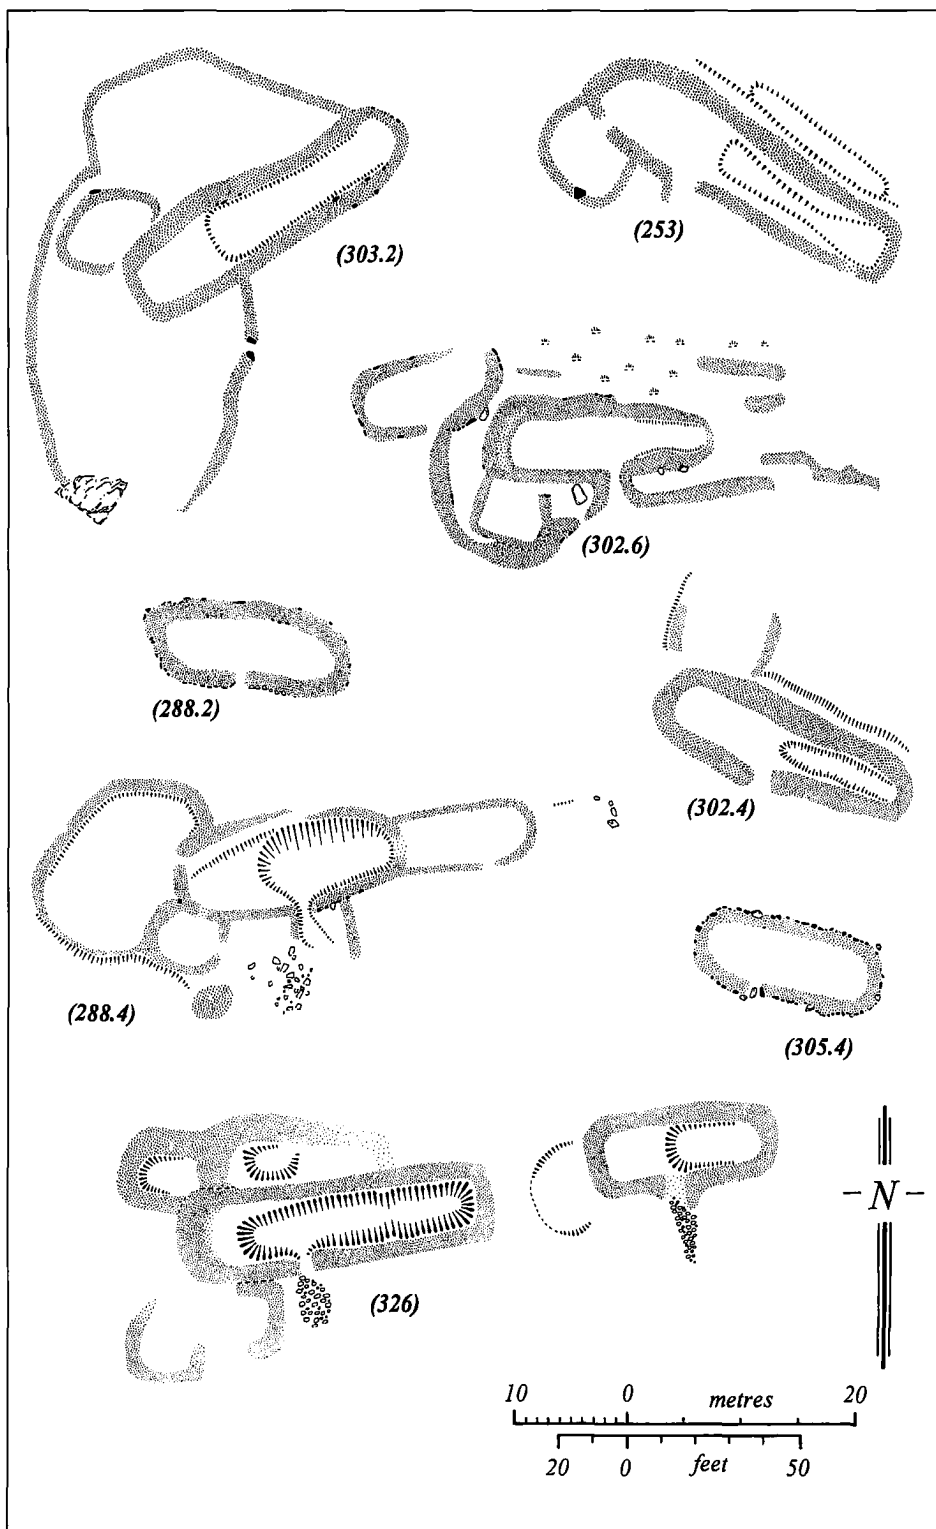 (303.2)
(253)
(302.6)
(288.2)
(302.4)
(288.4)
(305.4)
- N -
(326)
10 0 metres 20
20 0 feet 50